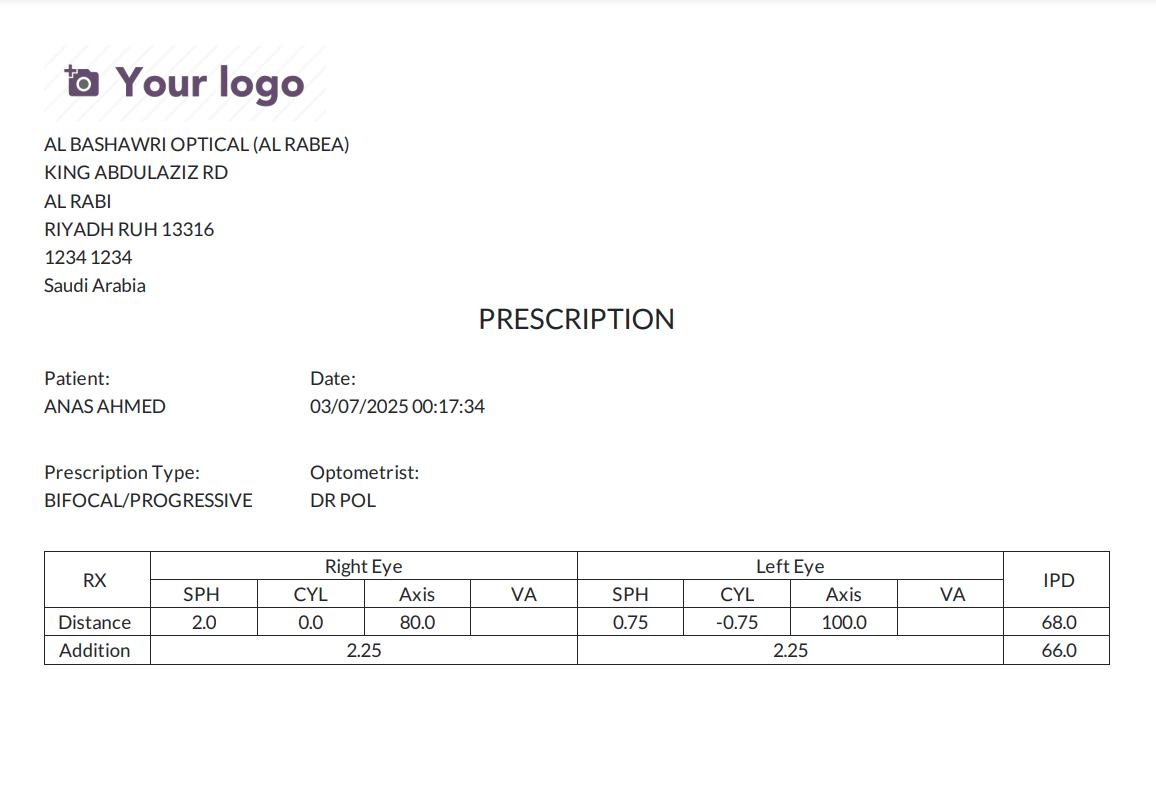 Your logo
AL BASHAWRI OPTICAL (AL RABEA)
KING ABDULAZIZ RD
AL RABI
RIYADH RUH 13316
1234 1234
Saudi Arabia
PRESCRIPTION
Patient: Date:
ANAS AHMED 03/07/2025 00:17:34
Prescription Type: Optometrist:
BIFOCAL/PROGRESSIVE DR POL
RX Right Eye Left Eye IPD
SPH CYL Axis VA SPH CYL Axis VA
Distance 2.0 0.0 80.0 0.75 -0.75 100.0 68.0
Addition 2.25 2.25 66.0